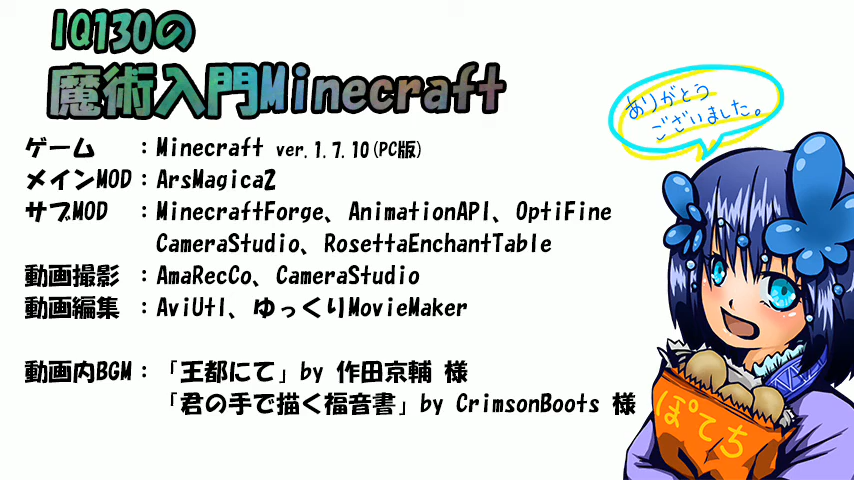 IQ130の
魔術入門Minecraft
ありがとう
ございました。
ゲーム　：Minecraft ver.1.7.10(PC版)
メインMOD：ArsMagica2
サブMOD　：MinecraftForge、AnimationAPI、OptiFine
CameraStudio、RosettaEnchantTable
動画撮影：AmaRecCo、CameraStudio
動画編集：AviUtl、ゆっくりMovieMaker
動画内BGM：「王都にて」by 作田京輔 様
「君の手で描く福音書」by CrimsonBoots 様
ぽてち